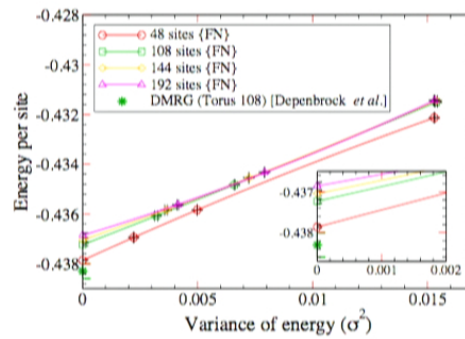 -0.428
-0.43
-0.432
-0.434
-0.436
-0.438
Energy per site
48 sites {FN}
108 sites {FN}
144 sites {FN}
192 sites {FN}
DMRG (Torus 108) [Depenbrock et al.]
-0.437
-0.438
0
0.001
0.002
0
0.005
0.01
0.015
Variance of energy (σ²)